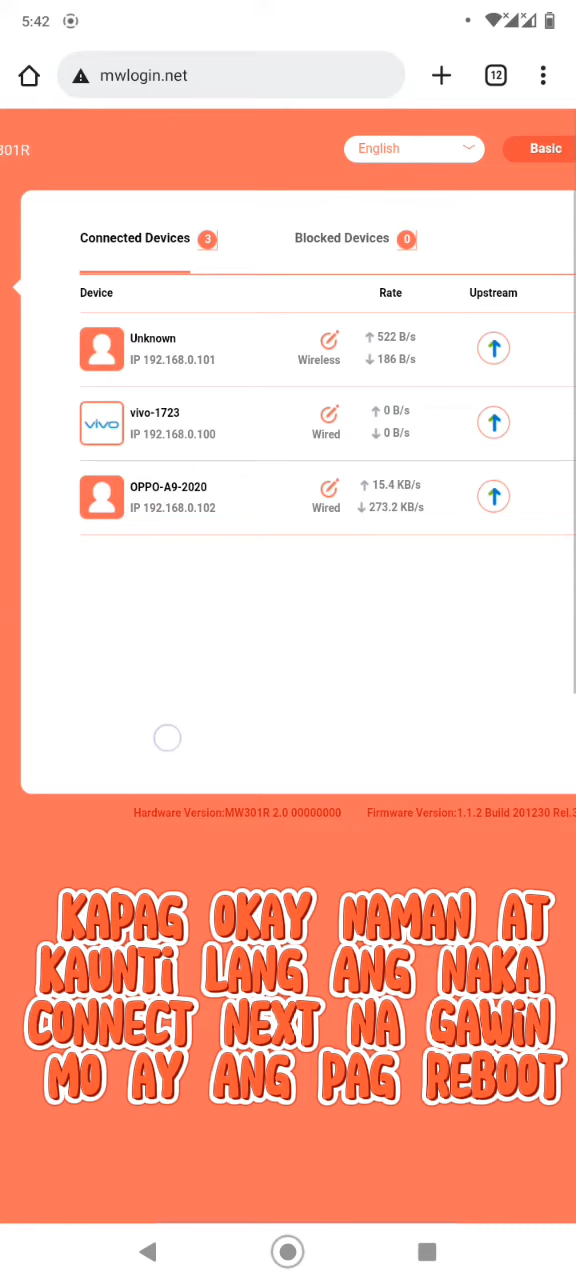 5:42
12
mwlogin.net
301R
English
Basic
Connected Devices 3
Blocked Devices 0
Device Rate Upstream
Unknown
IP 192.168.0.101
Wireless
522 B/s
186 B/s
vivo
vivo-1723
IP 192.168.0.100
Wired
0 B/s
0 B/s
OPPO-A9-2020
IP 192.168.0.102
Wired
15.4 KB/s
273.2 KB/s
Hardware Version:MW301R 2.0 00000000 Firmware Version:1.1.2 Build 201230 Rel.3
KAPAG OKAY NAMAN AT
KAUNTi LANG ANG NAKA
CONNECT NEXT NA GAWiN
MO AY ANG PAG REBOOT